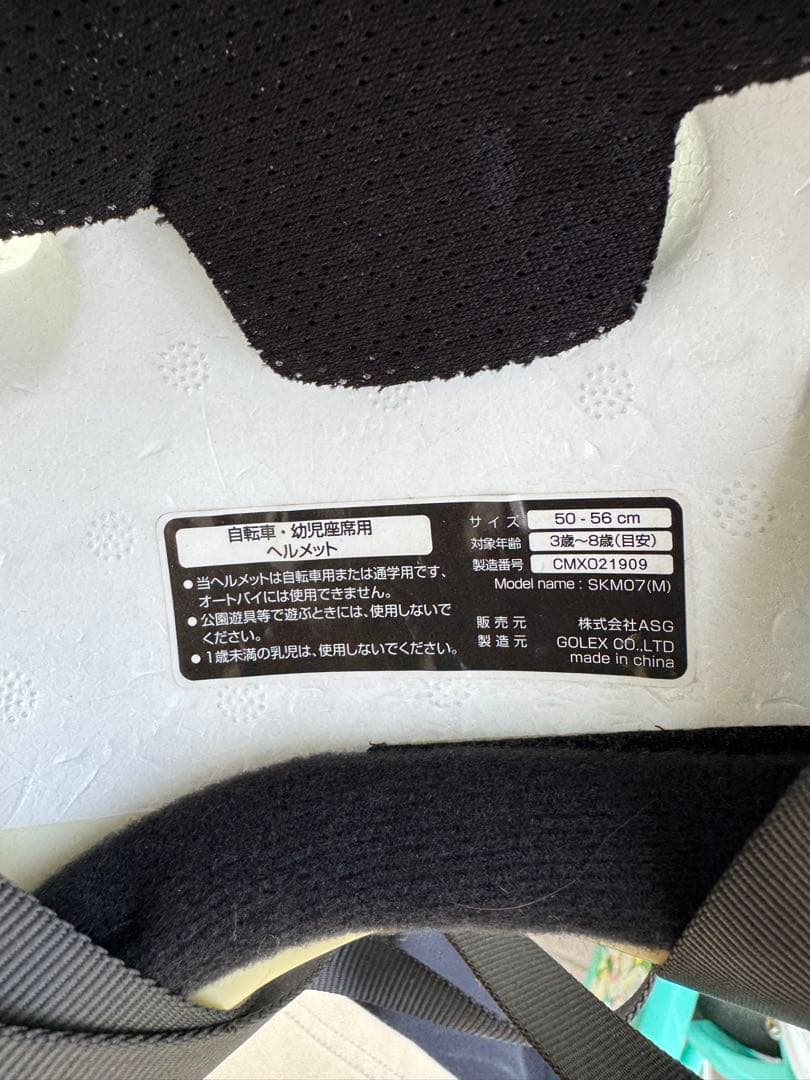 自転車・幼児座席用
ヘルメット
●当ヘルメットは自転車用または通学用です、
オートバイには使用できません。
●公園遊具等で遊ぶときには、使用しないで
ください。
●1歳未満の乳児は、使用しないでください。
サイズ 50 - 56 cm
対象年齢 3歳～8歳(目安)
製造番号 CMX021909
Model name : SKM07(M)
販売元 株式会社ASG
製造元 GOLEX CO.,LTD
made in china